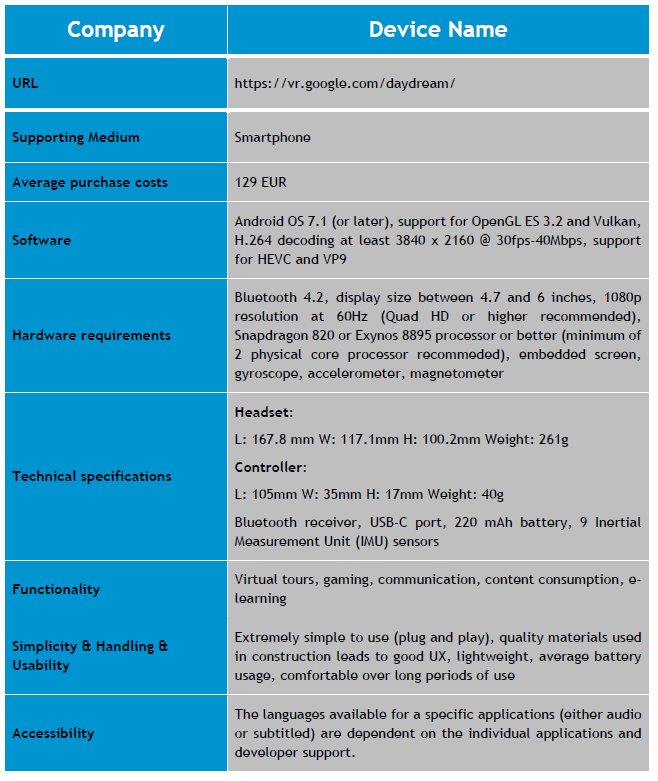 Company
Device Name
URL
https://vr.google.com/daydream/
Supporting Medium
Smartphone
Average purchase costs
129 EUR
Software
Android OS 7.1 (or later), support for OpenGL ES 3.2 and Vulkan,
H.264 decoding at least 3840 x 2160 @ 30fps-40Mbps, support
for HEVC and VP9
Hardware requirements
Bluetooth 4.2, display size between 4.7 and 6 inches, 1080p
resolution at 60Hz (Quad HD or higher recommended),
Snapdragon 820 or Exynos 8895 processor or better (minimum of
2 physical core processor recommeded), embedded screen,
gyroscope, accelerometer, magnetometer
Technical specifications
Headset:
L: 167.8 mm W: 117.1mm H: 100.2mm Weight: 261g
Controller:
L: 105mm W: 35mm H: 17mm Weight: 40g
Bluetooth receiver, USB-C port, 220 mAh battery, 9 Inertial
Measurement Unit (IMU) sensors
Functionality
Virtual tours, gaming, communication, content consumption, e-
learning
Simplicity & Handling &
Usability
Extremely simple to use (plug and play), quality materials used
in construction leads to good UX, lightweight, average battery
usage, comfortable over long periods of use
Accessibility
The languages available for a specific applications (either audio
or subtitled) are dependent on the individual applications and
developer support.